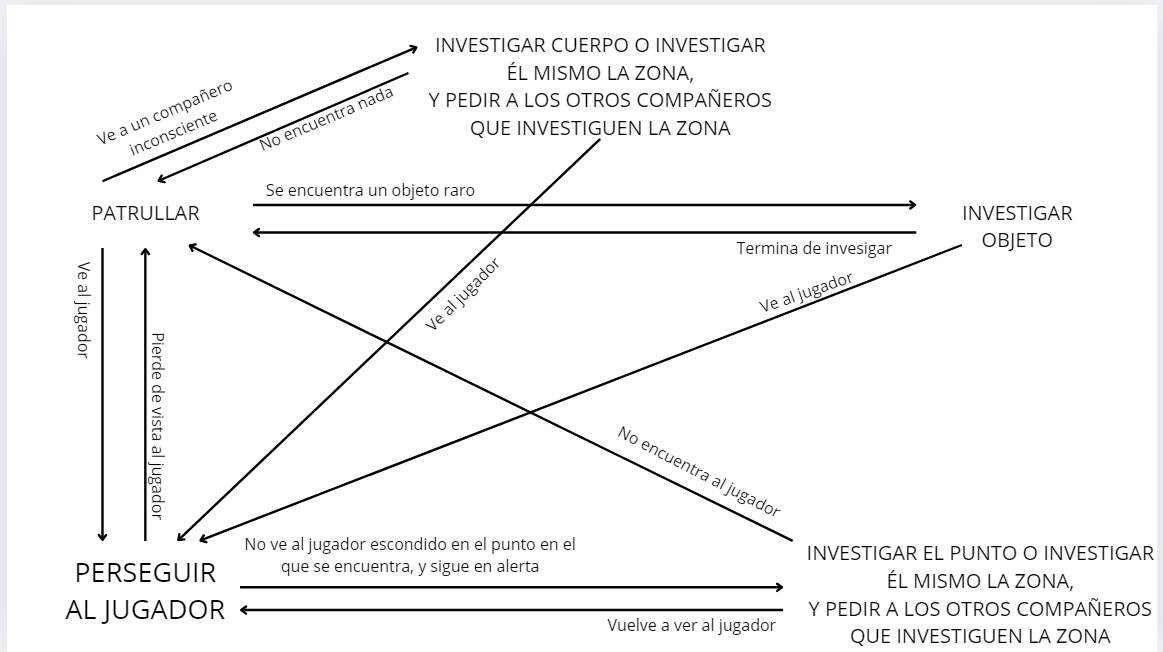 INVESTIGAR CUERPO O INVESTIGAR
ÉL MISMO LA ZONA,
Y PEDIR A LOS OTROS COMPAÑEROS
QUE INVESTIGUEN LA ZONA
Ve a un compañero
inconsciente
No encuentra nada
Se encuentra un objeto raro
PATRULLAR
INVESTIGAR
OBJETO
Termina de invesigar
Ve al jugador
Pierde de vista al jugador
Ve al jugador
Ve al jugador
No encuentra al jugador
No ve al jugador escondido en el punto en el
que se encuentra, y sigue en alerta
PERSEGUIR
AL JUGADOR
Vuelve a ver al jugador
INVESTIGAR EL PUNTO O INVESTIGAR
ÉL MISMO LA ZONA,
Y PEDIR A LOS OTROS COMPAÑEROS
QUE INVESTIGUEN LA ZONA